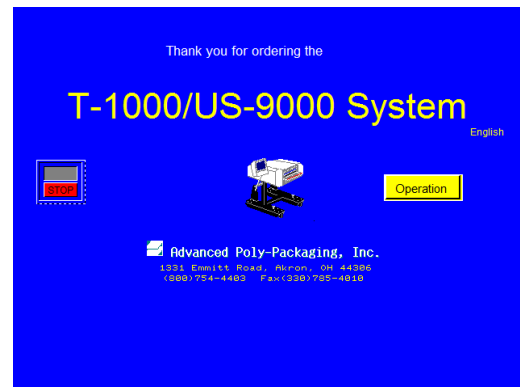 Thank you for ordering the
T-1000/US-9000 System
English
STOP
Operation
Advanced Poly-Packaging, Inc.
1331 Emmitt Road, Akron, OH 44306
(800)754-4403 Fax(330)785-4010